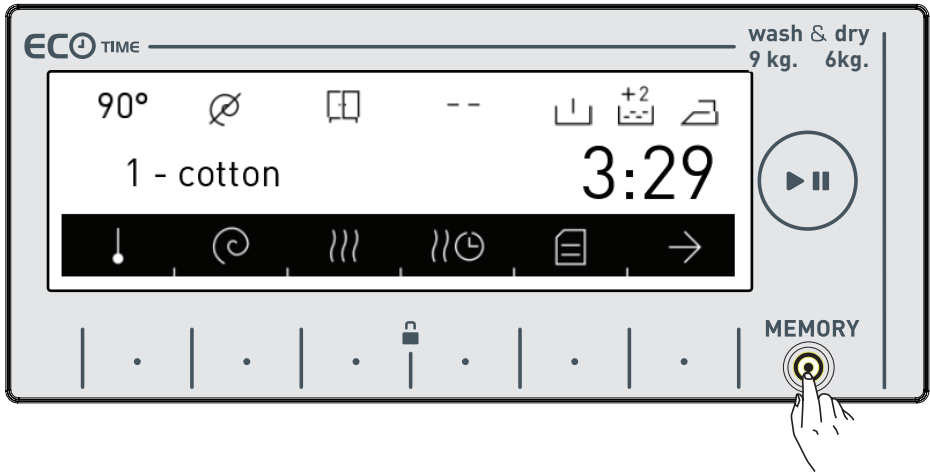 ECO TIME
wash & dry
9 kg. 6kg.
90° -- +2
1 - cotton 3:29
MEMORY